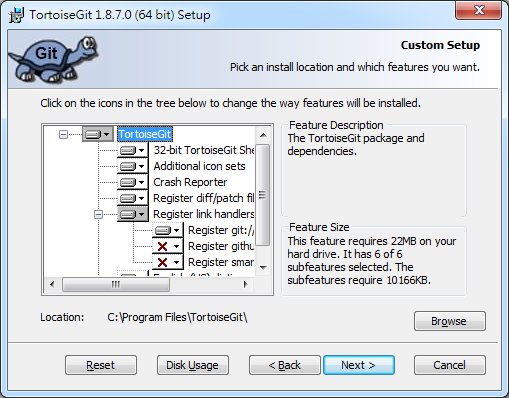 TortoiseGit 1.8.7.0 (64 bit) Setup
Git
Custom Setup
Pick an install location and which features you want.
Click on the icons in the tree below to change the way features will be installed.
TortoiseGit
32-bit TortoiseGit She
Additional icon sets
Crash Reporter
Register diff/patch fil
Register link handlers
Register git:/
Register githu
Register smar
Feature Description
The TortoiseGit package and
dependencies.
Feature Size
This feature requires 22MB on your
hard drive. It has 6 of 6
subfeatures selected. The
subfeatures require 10166KB.
Location: C:\Program Files\TortoiseGit\
Browse
Reset Disk Usage < Back Next > Cancel